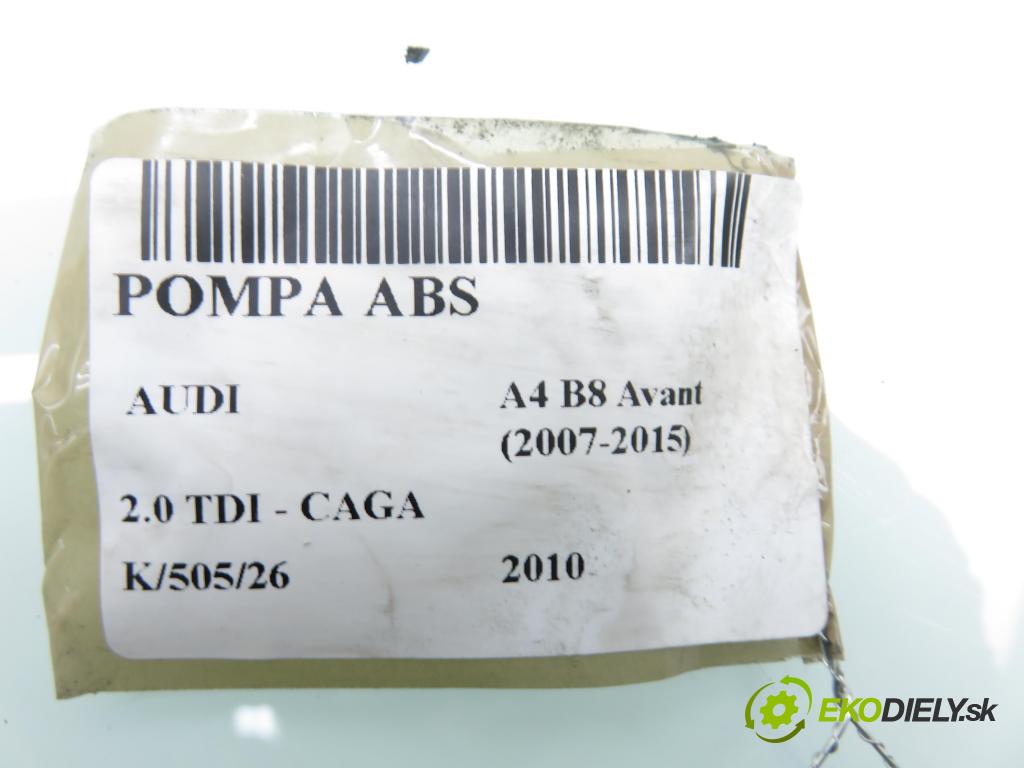 POMPA ABS
AUDI
A4 B8 Avant
(2007-2015)
2.0 TDI - CAGA
K/505/26
2010
EKODIELY.sk